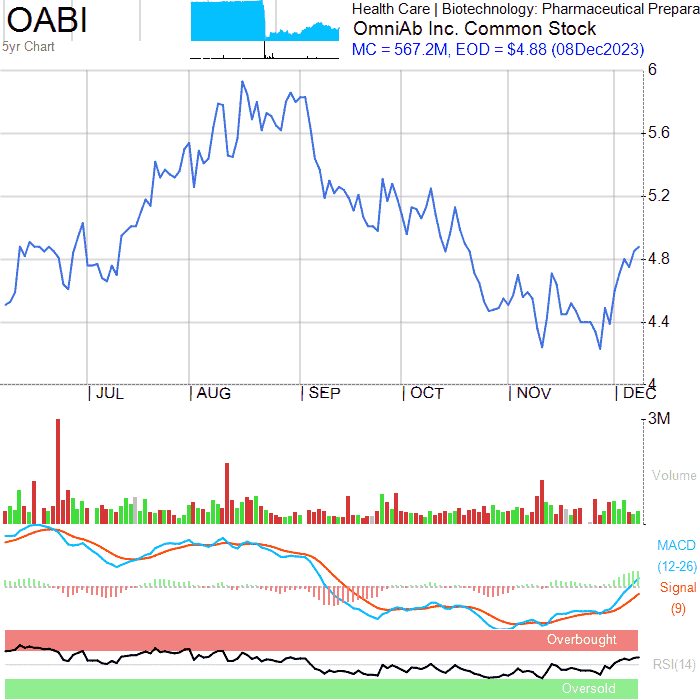 OABI
5yr Chart
Health Care | Biotechnology: Pharmaceutical Prepara
OmniAb Inc. Common Stock
MC = 567.2M, EOD = $4.88 (08Dec2023)
6
5.6
5.2
4.8
4.4
4
JUL AUG SEP OCT NOV DEC
3M
Volume
MACD
(12-26)
Signal
(9)
Overbought
RSI(14)
Oversold